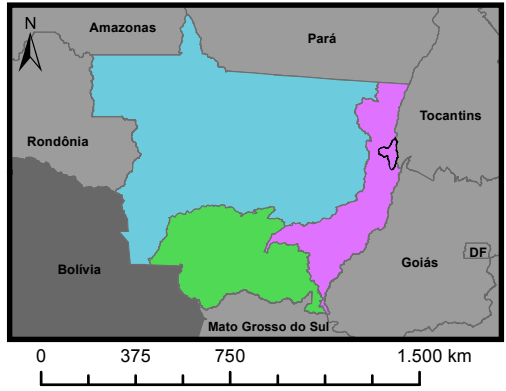 N
Amazonas
Pará
Tocantins
Rondônia
Bolívia
Goiás
DF
Mato Grosso do Sul
0 375 750 1.500 km